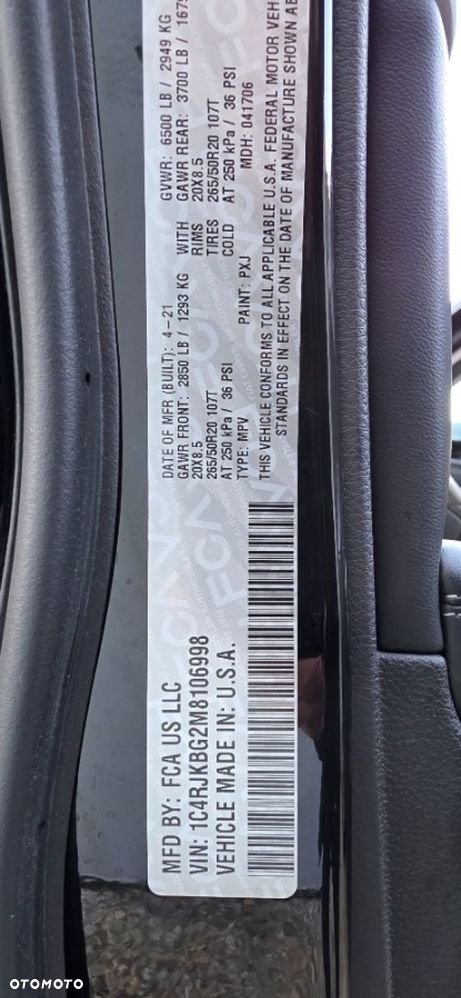 MFD BY: FCA US LLC
VIN: 1C4RJKBG2M8106998
VEHICLE MADE IN: U.S.A.
DATE OF MFR (BUILT): 4-21 GVWR: 6500 LB / 2949 KG
GAWR FRONT: 2850 LB / 1293 KG WITH GAWR REAR: 3700 LB /
20X8.5 RIMS 20X8.5
265/50R20 107T TIRES 265/50R20 107T
AT 250 kPa / 36 PSI COLD AT 250 kPa / 36 PSI
TYPE: MPV PAINT: PXJ MDH: 041706
THIS VEHICLE CONFORMS TO ALL APPLICABLE U.S.A. FEDERAL MOTOR
STANDARDS IN EFFECT ON THE DATE OF MANUFACTURE SHOWN
OTOMOTO
OTOMOTO